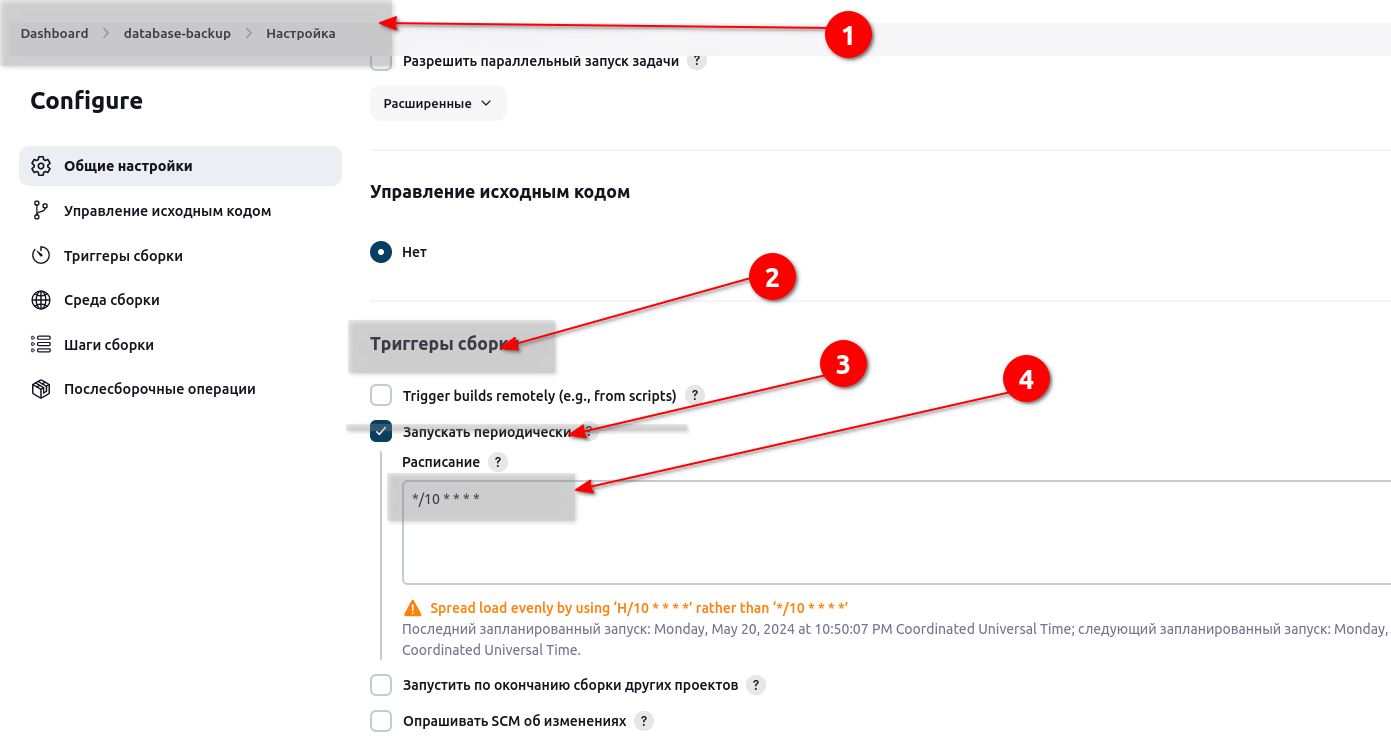 Dashboard > database-backup > Настройка
1
Разрешить параллельный запуск задачи ?
Configure
Расширенные
Общие настройки
Управление исходным кодом
Триггеры сборки
Среда сборки
Шаги сборки
Послесборочные операции
Управление исходным кодом
Нет
2
Триггеры сборки
3
4
Trigger builds remotely (e.g., from scripts) ?
Запускать периодически ?
Расписание ?
*/10 * * * *
Spread load evenly by using ‘H/10 * * * *’ rather than ‘*/10 * * * *’
Последний запланированный запуск: Monday, May 20, 2024 at 10:50:07 PM Coordinated Universal Time; следующий запланированный запуск: Monday,
Coordinated Universal Time.
Запустить по окончанию сборки других проектов ?
Опрашивать SCM об изменениях ?